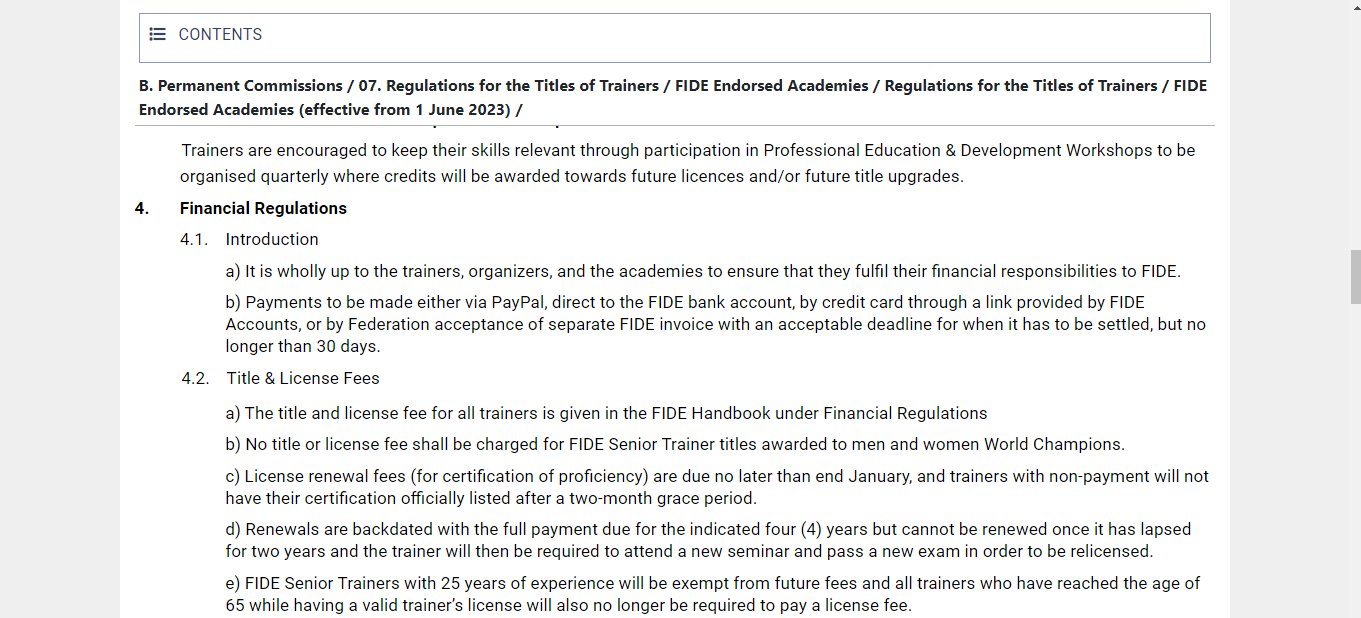 CONTENTS
B. Permanent Commissions / 07. Regulations for the Titles of Trainers / FIDE Endorsed Academies / Regulations for the Titles of Trainers / FIDE
Endorsed Academies (effective from 1 June 2023) /
Trainers are encouraged to keep their skills relevant through participation in Professional Education & Development Workshops to be
organised quarterly where credits will be awarded towards future licences and/or future title upgrades.
4. Financial Regulations
4.1. Introduction
a) It is wholly up to the trainers, organizers, and the academies to ensure that they fulfil their financial responsibilities to FIDE.
b) Payments to be made either via PayPal, direct to the FIDE bank account, by credit card through a link provided by FIDE
Accounts, or by Federation acceptance of separate FIDE invoice with an acceptable deadline for when it has to be settled, but no
longer than 30 days.
4.2. Title & License Fees
a) The title and license fee for all trainers is given in the FIDE Handbook under Financial Regulations
b) No title or license fee shall be charged for FIDE Senior Trainer titles awarded to men and women World Champions.
c) License renewal fees (for certification of proficiency) are due no later than end January, and trainers with non-payment will not
have their certification officially listed after a two-month grace period.
d) Renewals are backdated with the full payment due for the indicated four (4) years but cannot be renewed once it has lapsed
for two years and the trainer will then be required to attend a new seminar and pass a new exam in order to be relicensed.
e) FIDE Senior Trainers with 25 years of experience will be exempt from future fees and all trainers who have reached the age of
65 while having a valid trainer’s license will also no longer be required to pay a license fee.